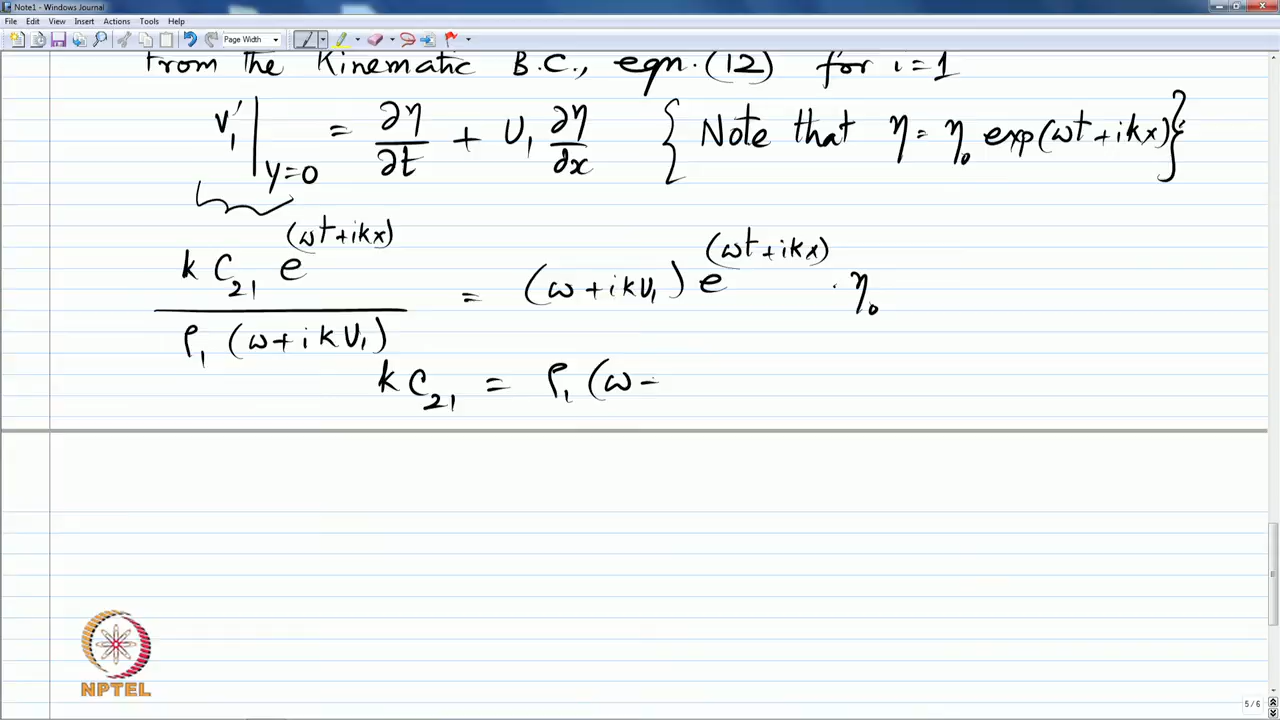 Note1 - Windows Journal
File Edit View Insert Actions Tools Help
Page Width
from the Kinematic B.C., eqn.(12) for i=1
v₁'|y=0 = ∂η/∂t + U₁ ∂η/∂x { Note that η = η₀ exp(ωt+ikx) }
k C₂₁ e^(ωt+ikx) / ρ₁ (ω+ikU₁) = (ω+ikU₁) e^(ωt+ikx) · η₀
k C₂₁ = ρ₁ (ω -
NPTEL
5 / 6